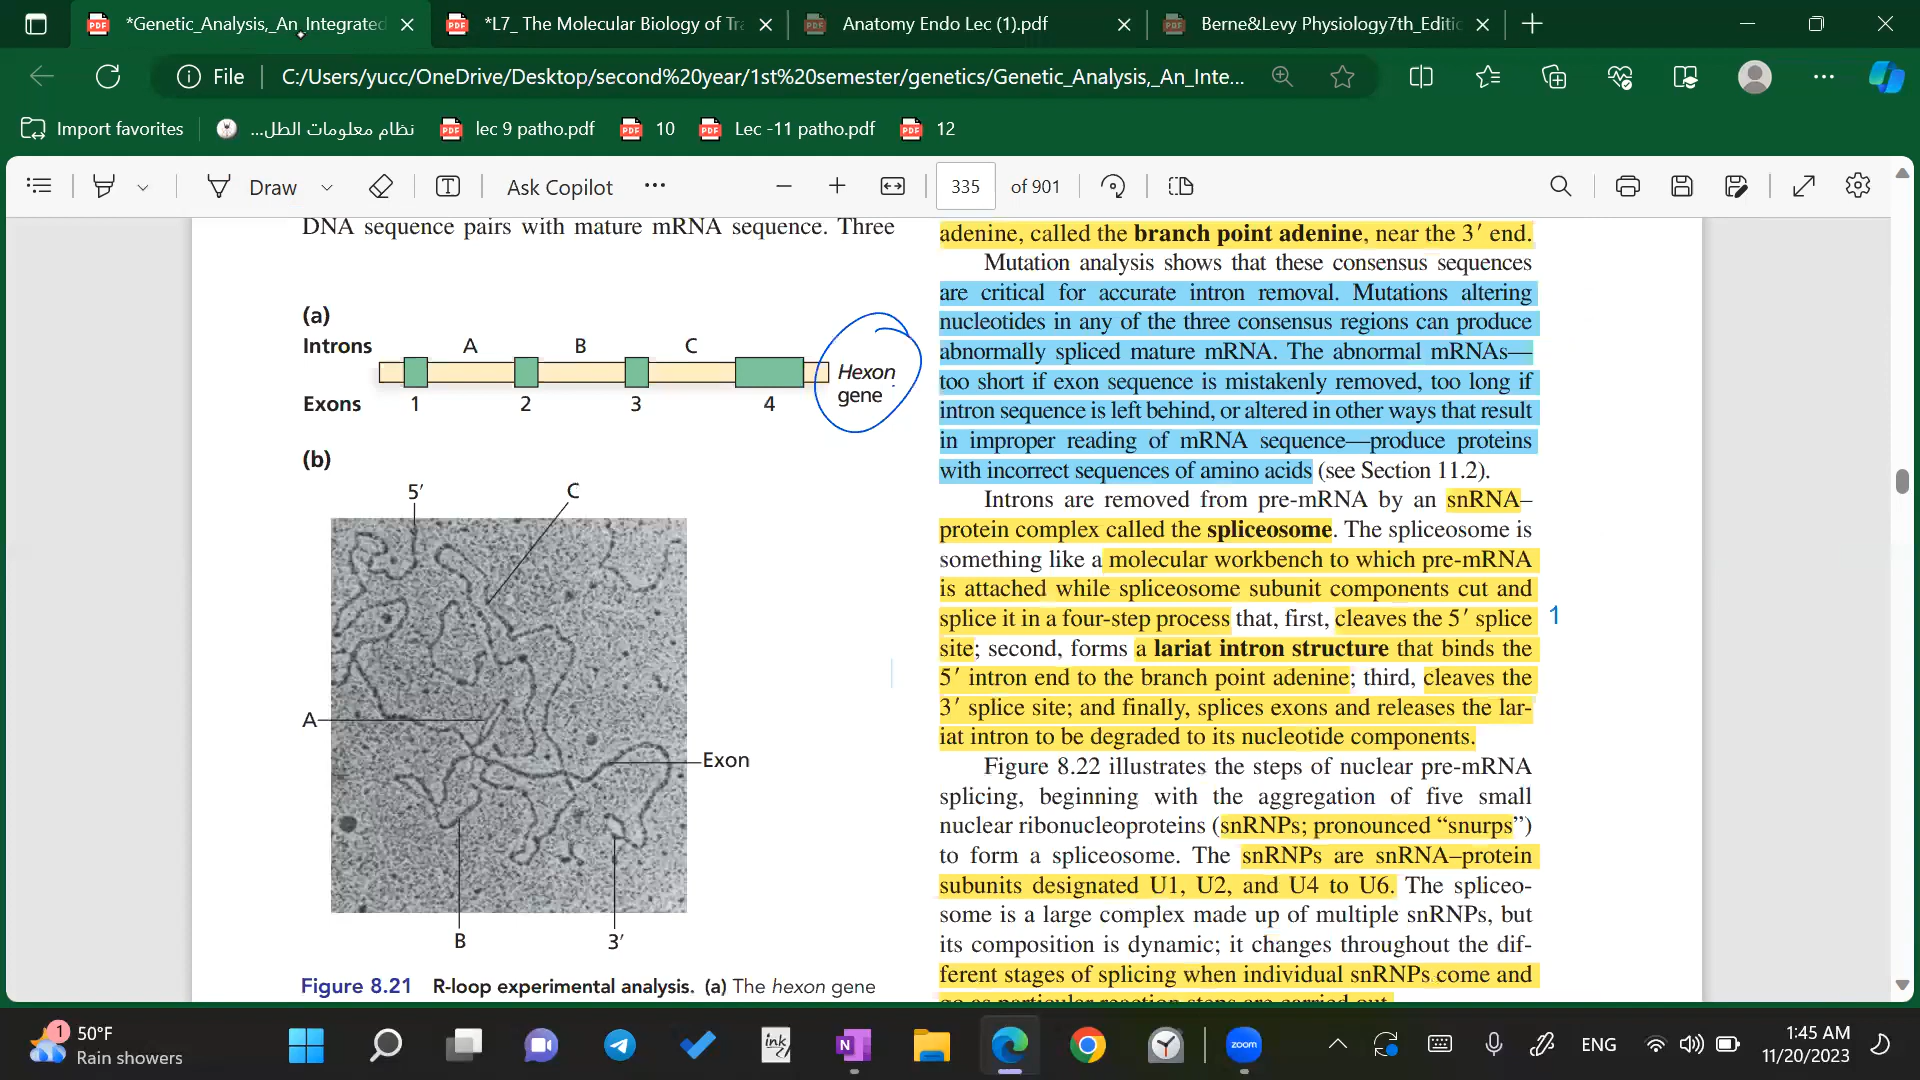 *Genetic_Analysis,_An_Integrated
*L7_ The Molecular Biology of Tra
Anatomy Endo Lec (1).pdf
Berne&Levy Physiology7th_Editic
File
C:/Users/yucc/OneDrive/Desktop/second%20year/1st%20semester/genetics/Genetic_Analysis,_An_Inte...
Import favorites
نظام معلومات الطل...
lec 9 patho.pdf
10
Lec -11 patho.pdf
12
Draw
Ask Copilot
335
of 901
DNA sequence pairs with mature mRNA sequence. Three
(a)
Introns
A
B
C
Hexon
gene
Exons
1
2
3
4
(b)
5′
C
A
Exon
B
3′
Figure 8.21 R-loop experimental analysis. (a) The hexon gene
adenine, called the branch point adenine, near the 3′ end.
Mutation analysis shows that these consensus sequences
are critical for accurate intron removal. Mutations altering
nucleotides in any of the three consensus regions can produce
abnormally spliced mature mRNA. The abnormal mRNAs—
too short if exon sequence is mistakenly removed, too long if
intron sequence is left behind, or altered in other ways that result
in improper reading of mRNA sequence—produce proteins
with incorrect sequences of amino acids (see Section 11.2).
Introns are removed from pre-mRNA by an snRNA–
protein complex called the spliceosome. The spliceosome is
something like a molecular workbench to which pre-mRNA
is attached while spliceosome subunit components cut and
splice it in a four-step process that, first, cleaves the 5′ splice
1
site; second, forms a lariat intron structure that binds the
5′ intron end to the branch point adenine; third, cleaves the
3′ splice site; and finally, splices exons and releases the lar-
iat intron to be degraded to its nucleotide components.
Figure 8.22 illustrates the steps of nuclear pre-mRNA
splicing, beginning with the aggregation of five small
nuclear ribonucleoproteins (snRNPs; pronounced “snurps”)
to form a spliceosome. The snRNPs are snRNA–protein
subunits designated U1, U2, and U4 to U6. The spliceo-
some is a large complex made up of multiple snRNPs, but
its composition is dynamic; it changes throughout the dif-
ferent stages of splicing when individual snRNPs come and
go as particular reaction steps are carried out.
1
50°F
Rain showers
ink
N
zoom
ENG
1:45 AM
11/20/2023